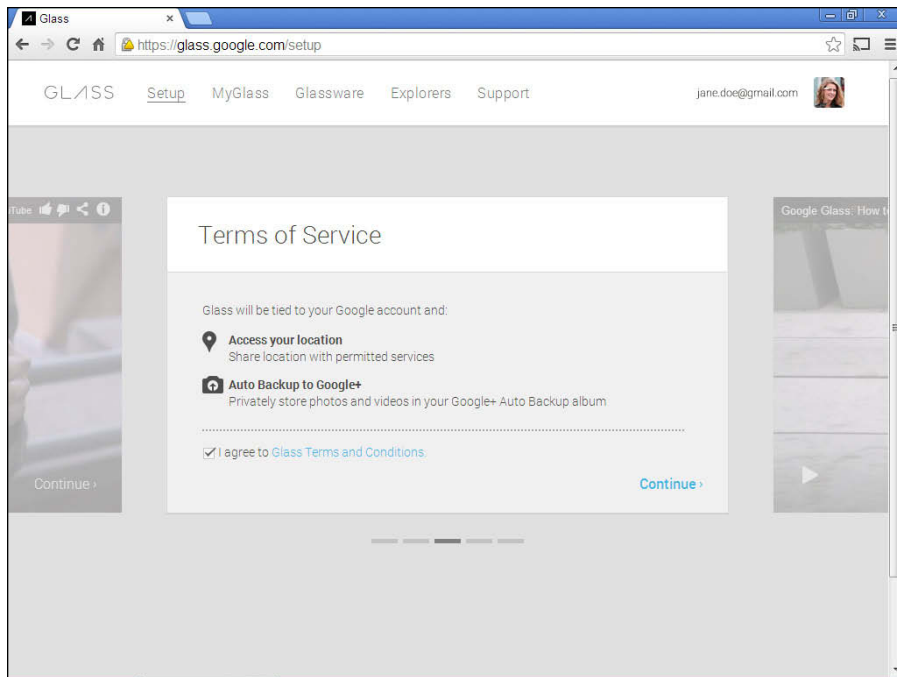 Glass
https://glass.google.com/setup
GLASS Setup MyGlass Glassware Explorers Support jane.doe@gmail.com
Terms of Service
Glass will be tied to your Google account and:
Access your location
Share location with permitted services
Auto Backup to Google+
Privately store photos and videos in your Google+ Auto Backup album
I agree to Glass Terms and Conditions.
Continue ›
Continue ›
Google Glass: How t